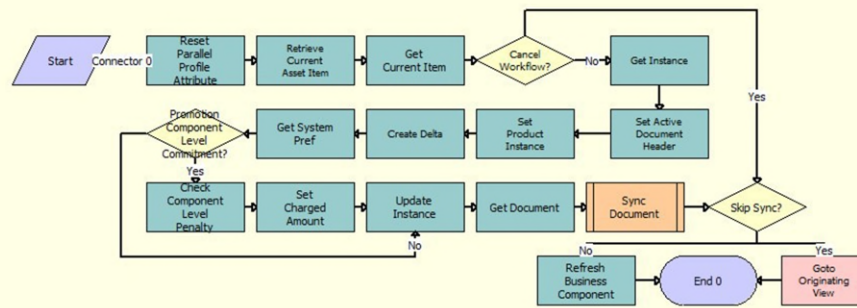 Start
Connector 0
Reset
Parallel
Profile
Attribute
Retrieve
Current
Asset Item
Get
Current Item
Cancel
Workflow?
No
Get Instance
Yes
Promotion
Component
Level
Commitment?
Get System
Pref
Create Delta
Set
Product
Instance
Set Active
Document
Header
Yes
Check
Component
Level
Penalty
Set
Charged
Amount
Update
Instance
Get Document
Sync
Document
Skip Sync?
No
No
Yes
Refresh
Business
Component
End 0
Goto
Originating
View